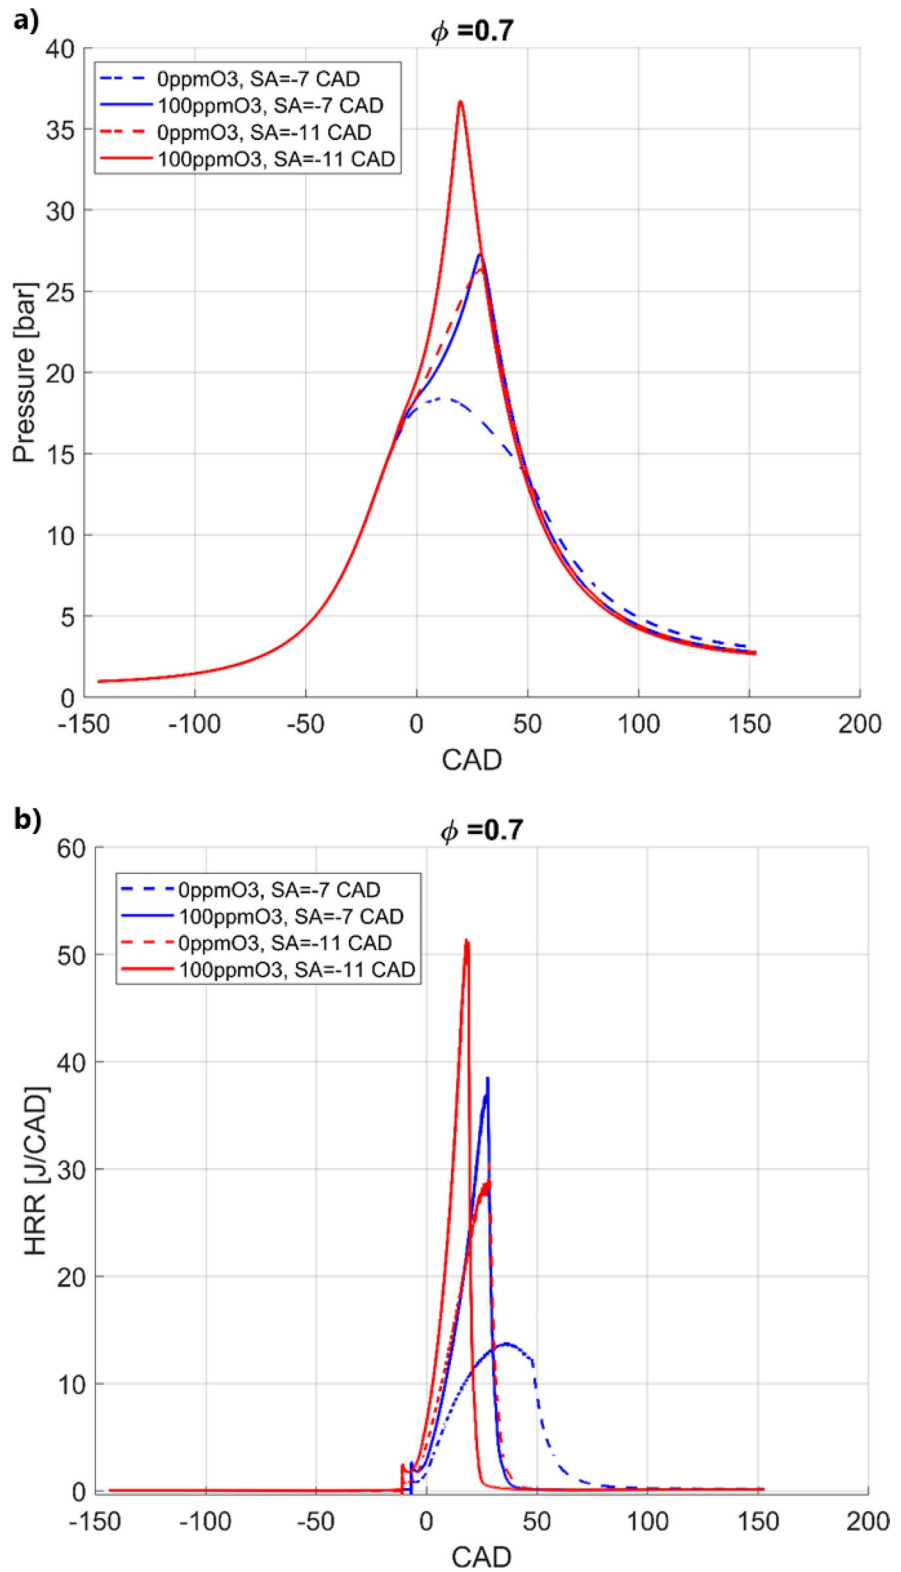 a)
ϕ =0.7
40
35
30
25
20
15
10
5
0
Pressure [bar]
0ppmO3, SA=-7 CAD
100ppmO3, SA=-7 CAD
0ppmO3, SA=-11 CAD
100ppmO3, SA=-11 CAD
-150 -100 -50 0 50 100 150 200
CAD
b)
ϕ =0.7
60
50
40
30
20
10
0
HRR [J/CAD]
0ppmO3, SA=-7 CAD
100ppmO3, SA=-7 CAD
0ppmO3, SA=-11 CAD
100ppmO3, SA=-11 CAD
-150 -100 -50 0 50 100 150 200
CAD